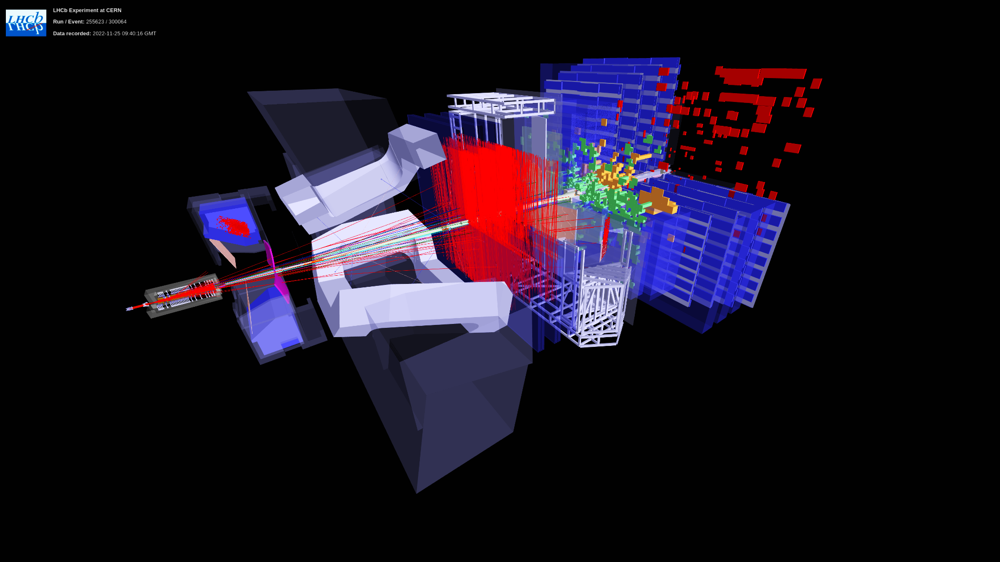 LHCb
LHCb Experiment at CERN
Run / Event: 255623 / 300064
Data recorded: 2022-11-25 09:40:16 GMT